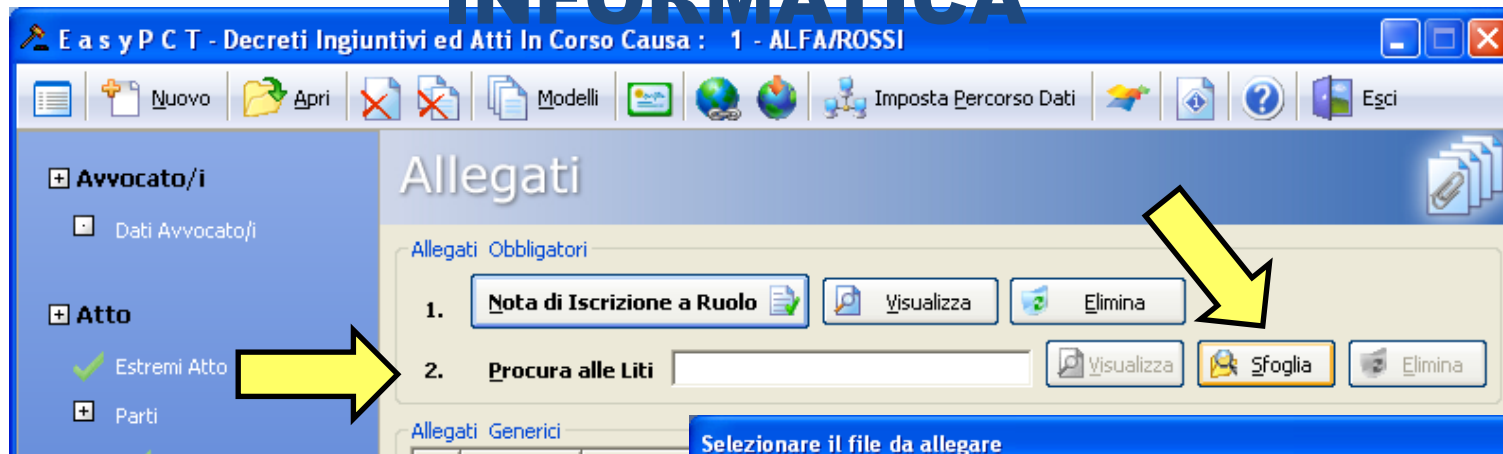 INFORMATICA
E a s y P C T - Decreti Ingiuntivi ed Atti In Corso Causa : 1 - ALFA/ROSSI
Nuovo Apri Modelli Imposta Percorso Dati Esci
Allegati
Avvocato/i
Dati Avvocato/i
Atto
Estremi Atto
Parti
Allegati Obbligatori
1. Nota di Iscrizione a Ruolo Visualizza Elimina
2. Procura alle Liti Visualizza Sfoglia Elimina
Allegati Generici
Selezionare il file da allegare